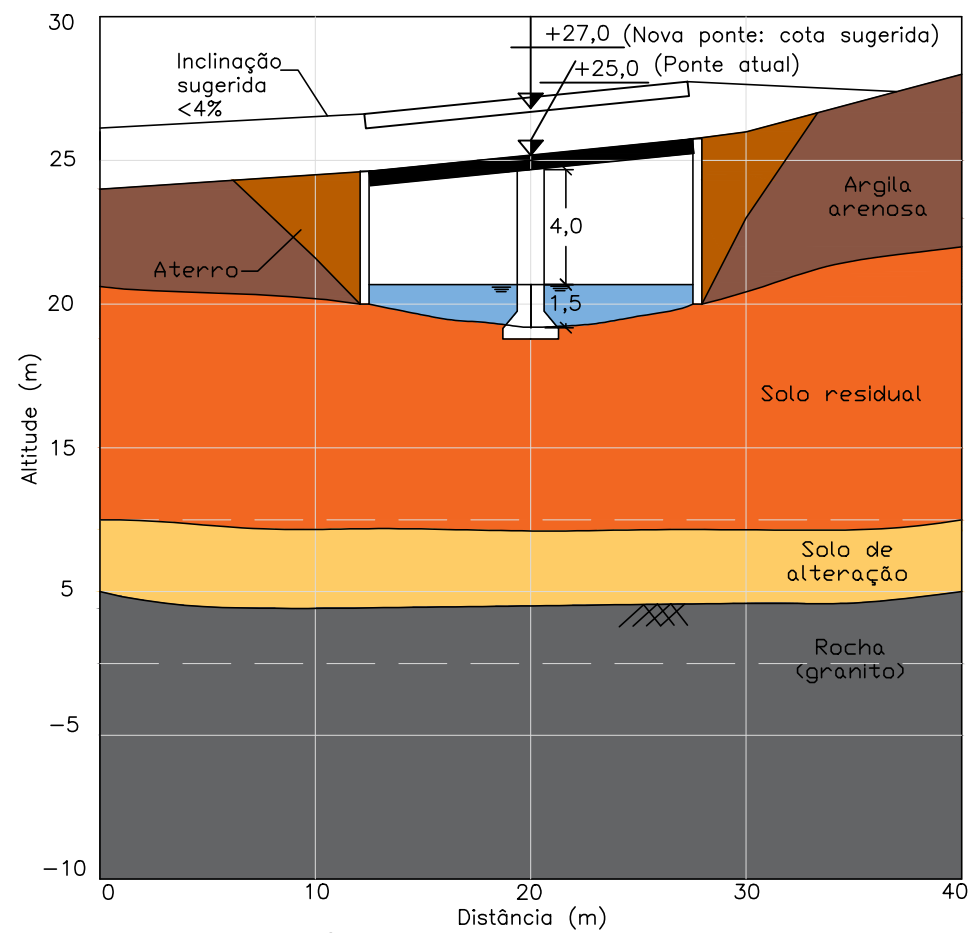 30
+27,0 (Nova ponte: cota sugerida)
+25,0 (Ponte atual)
Inclinação
sugerida
<4%
25
Argila
arenosa
4,0
Aterro
20
1,5
Solo residual
Altitude (m)
15
Solo de
alteração
5
Rocha
(granito)
-5
-10
0 10 20 30 40
Distância (m)